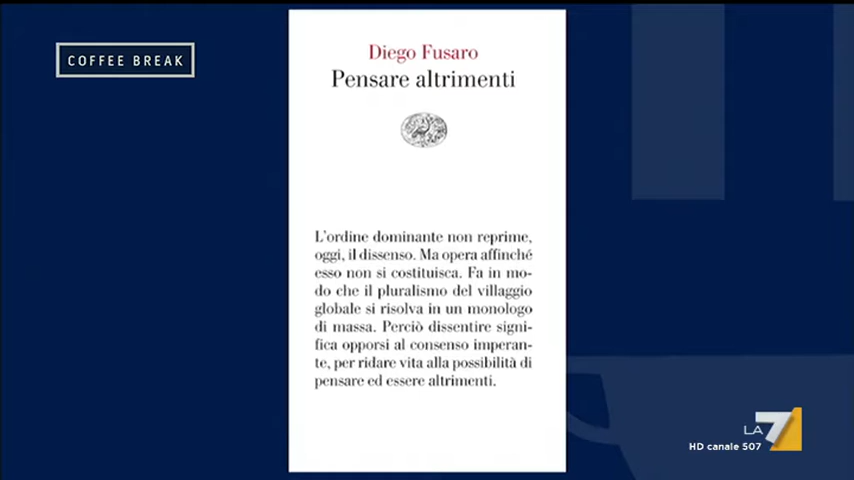 COFFEE BREAK
Diego Fusaro
Pensare altrimenti
L'ordine dominante non reprime,
oggi, il dissenso. Ma opera affinché
esso non si costituisca. Fa in mo-
do che il pluralismo del villaggio
globale si risolva in un monologo
di massa. Perciò dissentire signi-
fica opporsi al consenso imperan-
te, per ridare vita alla possibilità di
pensare ed essere altrimenti.
LA 7
HD canale 507